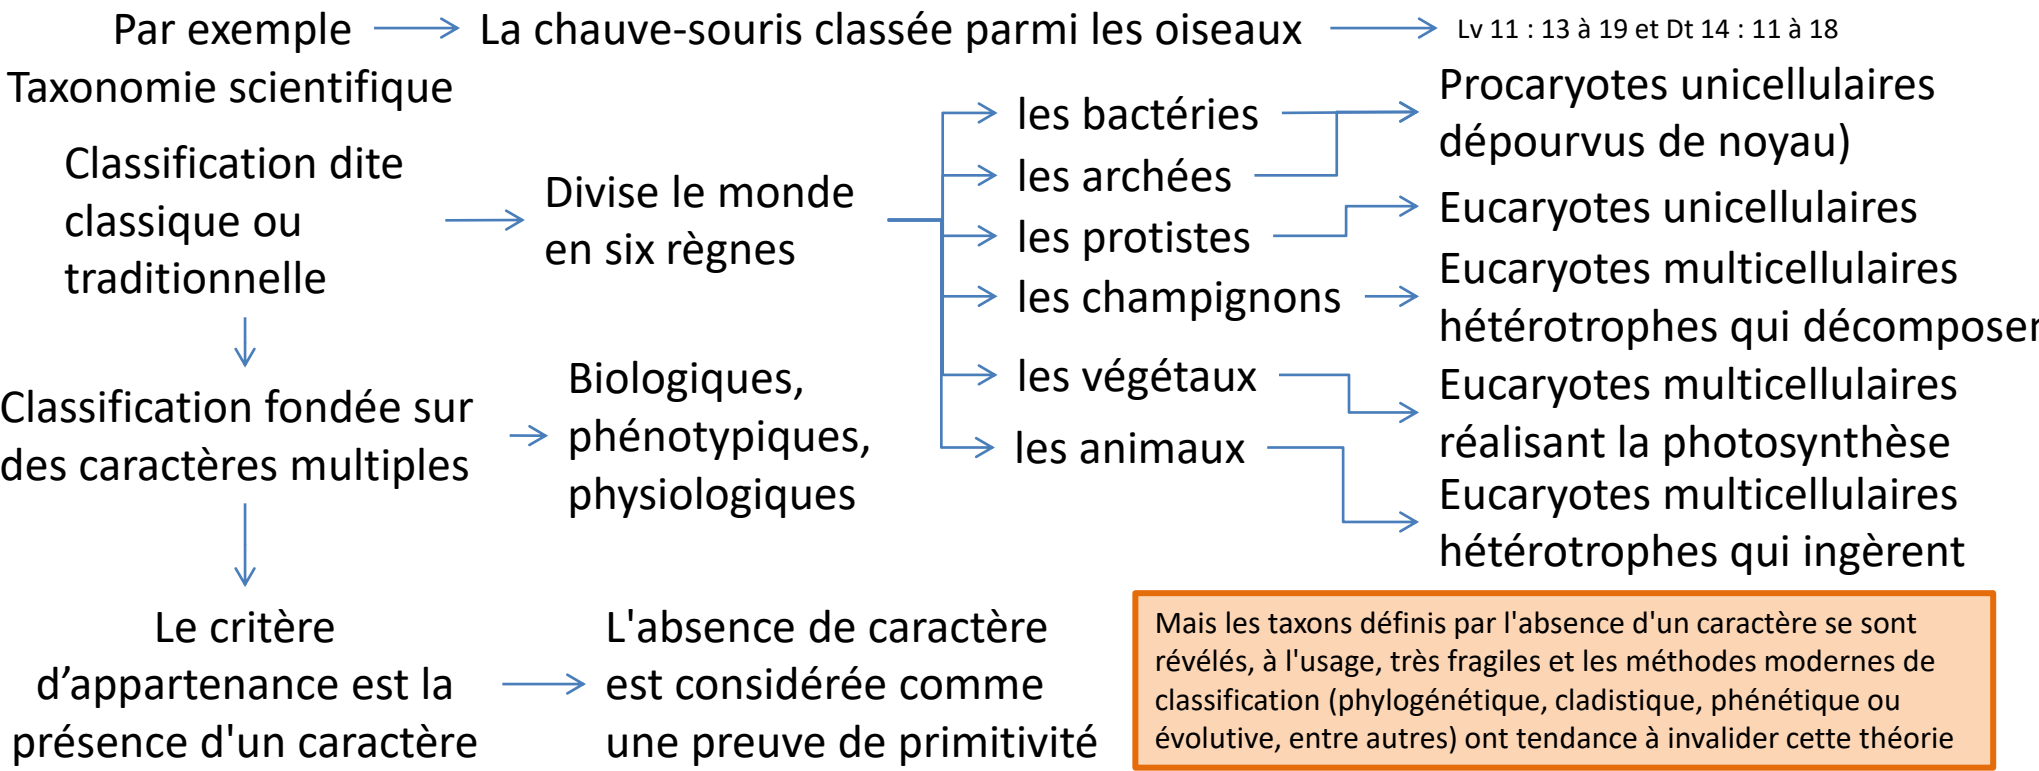 Par exemple
La chauve-souris classée parmi les oiseaux
Lv 11 : 13 à 19 et Dt 14 : 11 à 18
Taxonomie scientifique
Classification dite
classique ou
traditionnelle
Divise le monde
en six règnes
les bactéries
les archées
les protistes
les champignons
les végétaux
les animaux
Procaryotes unicellulaires
dépourvus de noyau)
Eucaryotes unicellulaires
Eucaryotes multicellulaires
hétérotrophes qui décomposen
Eucaryotes multicellulaires
réalisant la photosynthèse
Eucaryotes multicellulaires
hétérotrophes qui ingèrent
Classification fondée sur
des caractères multiples
Biologiques,
phénotypiques,
physiologiques
Le critère
d’appartenance est la
présence d'un caractère
L'absence de caractère
est considérée comme
une preuve de primitivité
Mais les taxons définis par l'absence d'un caractère se sont
révélés, à l'usage, très fragiles et les méthodes modernes de
classification (phylogénétique, cladistique, phénétique ou
évolutive, entre autres) ont tendance à invalider cette théorie